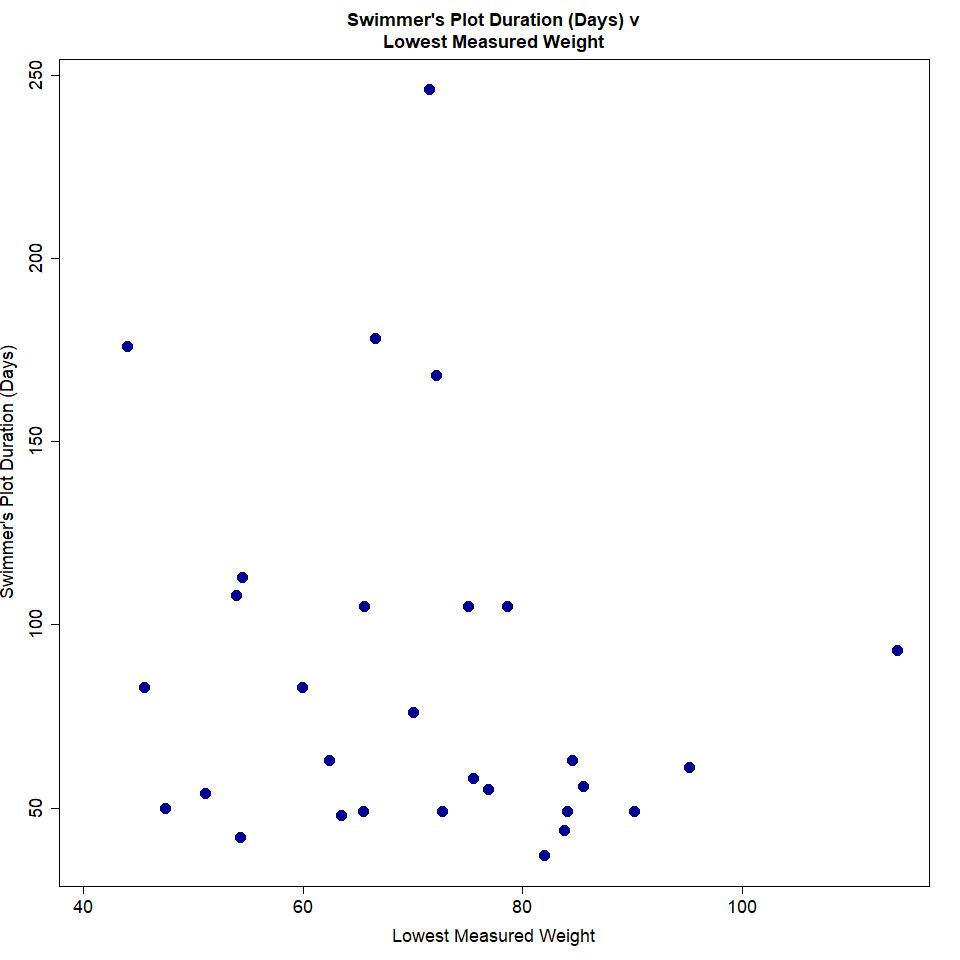 Swimmer's Plot Duration (Days) v
Lowest Measured Weight
Swimmer's Plot Duration (Days)
250
200
150
100
50
40 60 80 100
Lowest Measured Weight